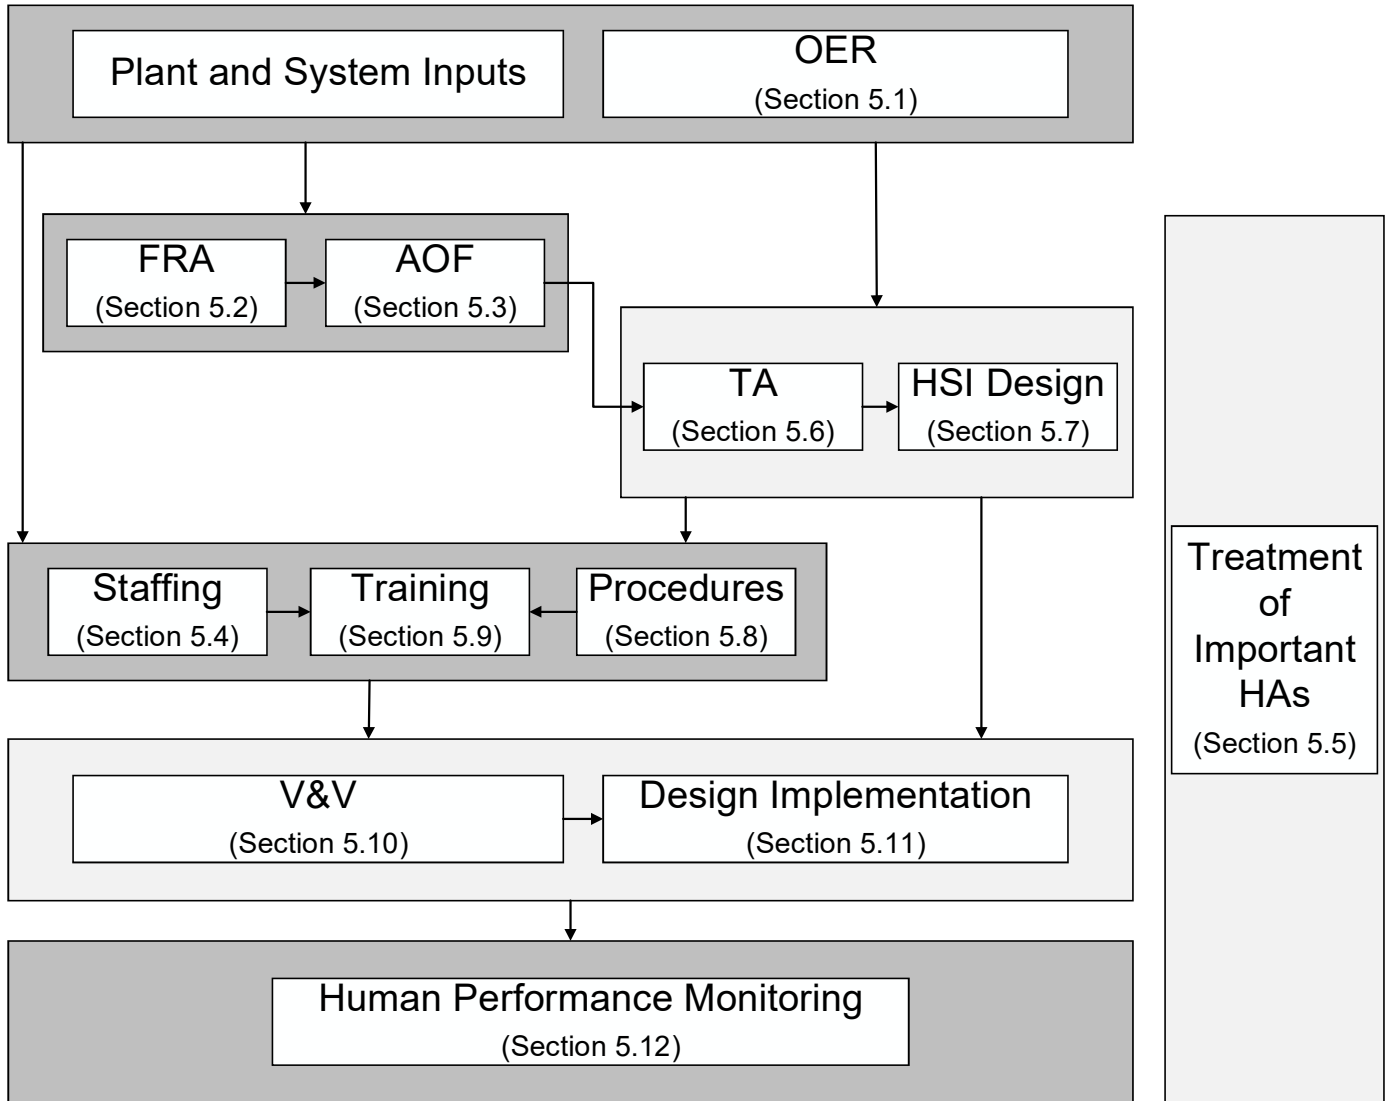 Plant and System Inputs
OER
(Section 5.1)
FRA
(Section 5.2)
AOF
(Section 5.3)
TA
(Section 5.6)
HSI Design
(Section 5.7)
Staffing
(Section 5.4)
Training
(Section 5.9)
Procedures
(Section 5.8)
Treatment
of
Important
HAs
(Section 5.5)
V&V
(Section 5.10)
Design Implementation
(Section 5.11)
Human Performance Monitoring
(Section 5.12)